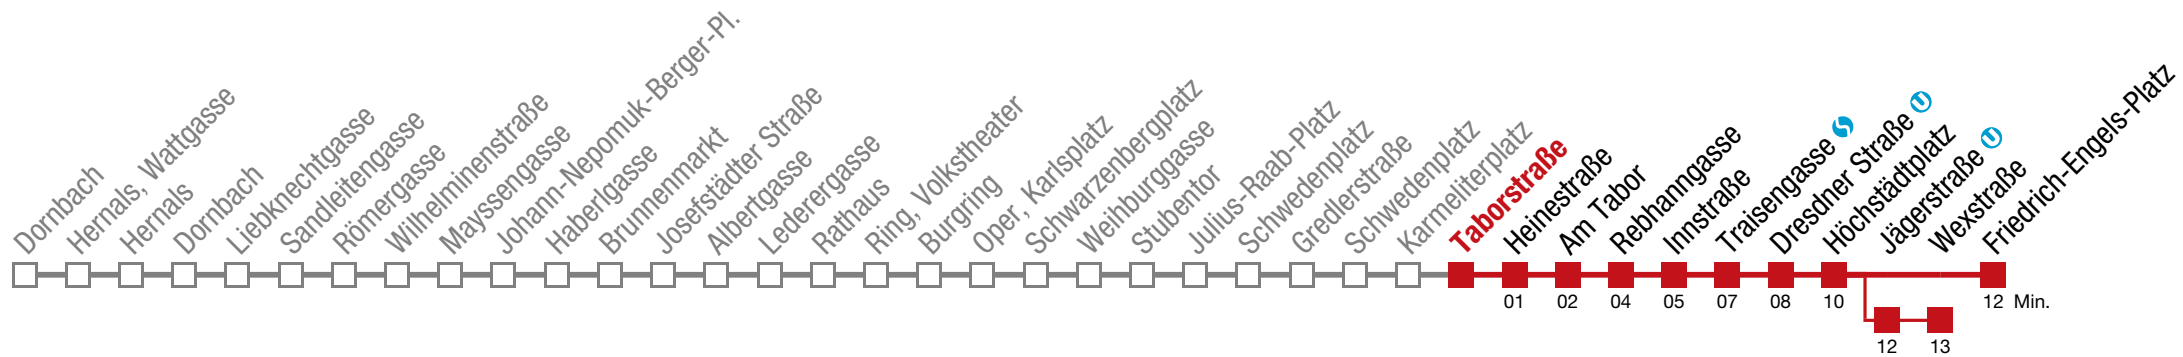 Dornbach
Hernals, Wattgasse
Hernals
Dornbach
Liebknechtgasse
Sandleitengasse
Römergasse
Wilhelminenstraße
Mayssengasse
Johann-Nepomuk-Berger-Pl.
Haberlgasse
Brunnenmarkt
Josefstädter Straße
Albertgasse
Lederergasse
Rathaus
Ring, Volkstheater
Burgring
Oper, Karlsplatz
Schwarzenbergplatz
Weihburggasse
Stubentor
Julius-Raab-Platz
Schwedenplatz
Gredlerstraße
Schwedenplatz
Karmeliterplatz
Taborstraße
Heinestraße
Am Tabor
Rebhanngasse
Innstraße
Traisengasse S
Dresdner Straße U
Höchstädtplatz
Jägerstraße U
Wexstraße
Friedrich-Engels-Platz
01 02 04 05 07 08 10 12 Min.
12 13